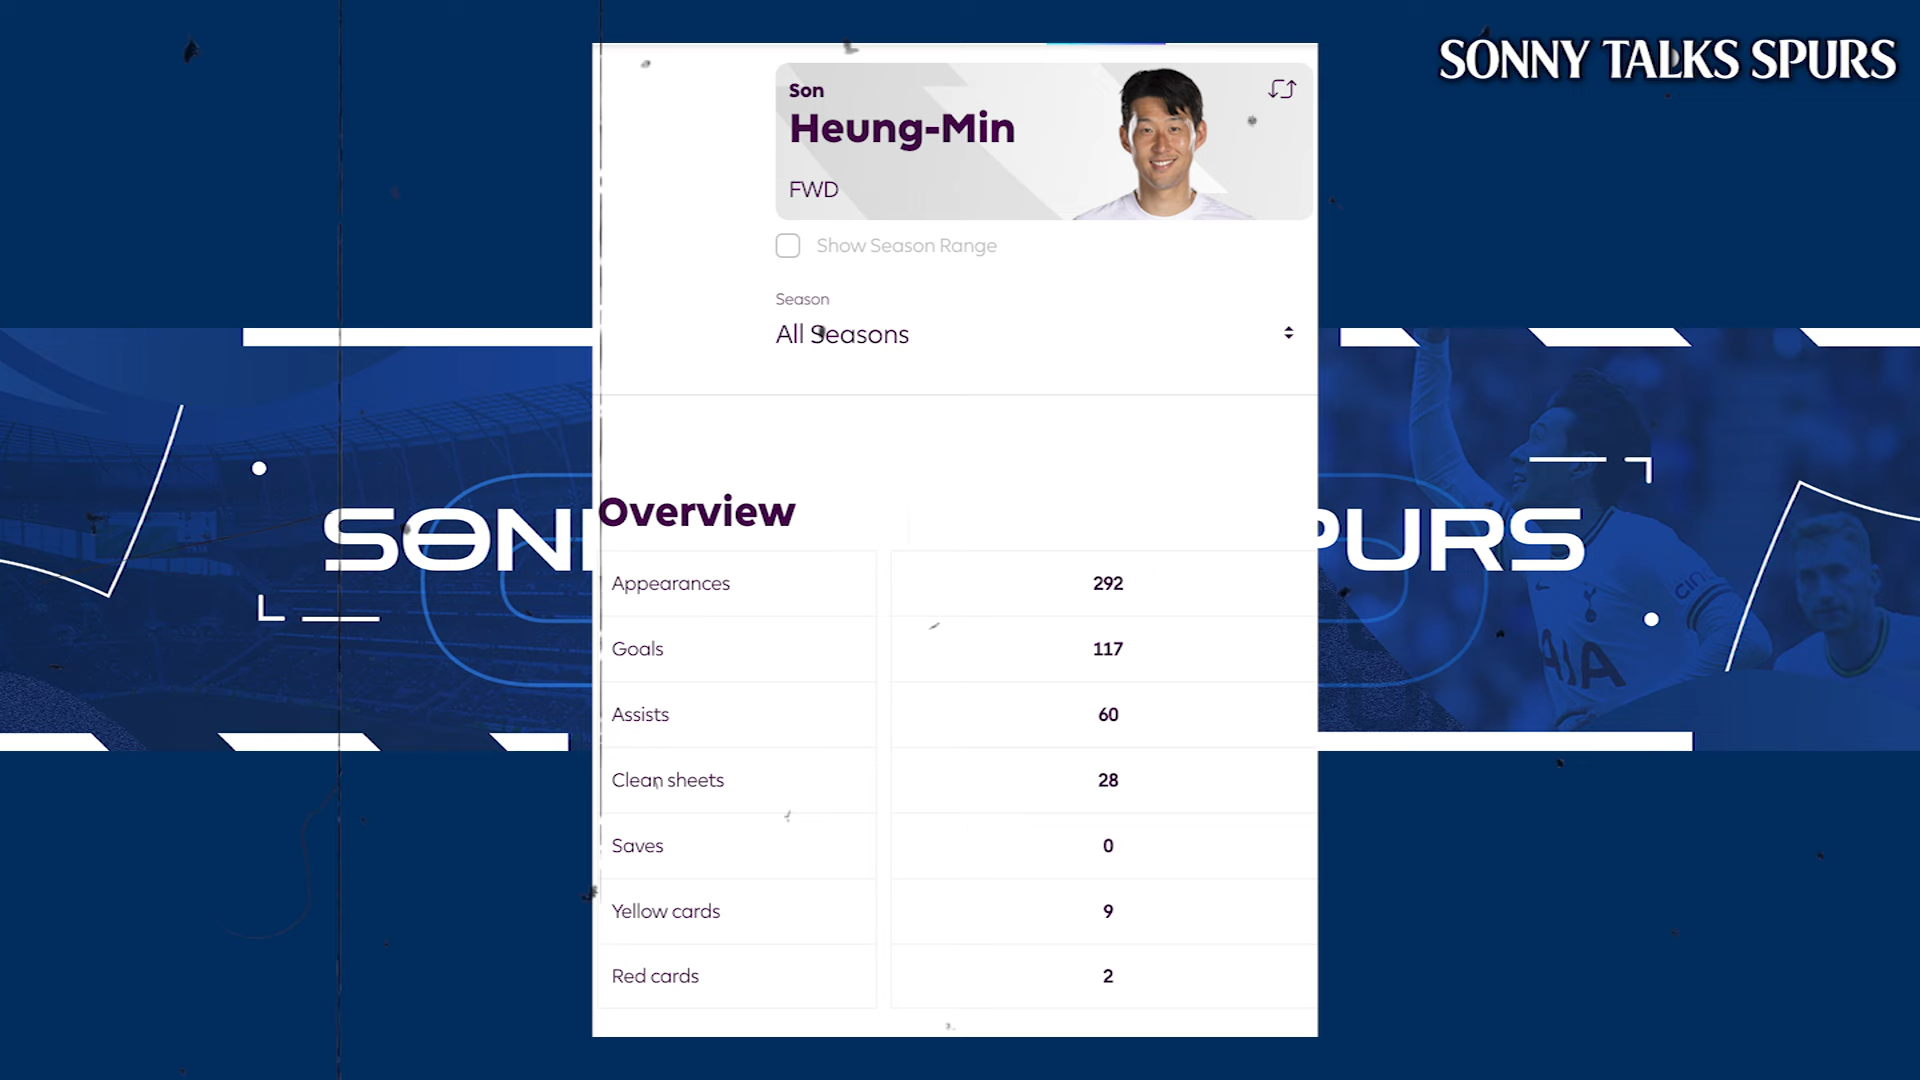 SONNY TALKS SPURS
Son
Heung-Min
FWD
Show Season Range
Season
All Seasons
SON
PURS
Overview
Appearances 292
Goals 117
Assists 60
Clean sheets 28
Saves 0
Yellow cards 9
Red cards 2
AIA